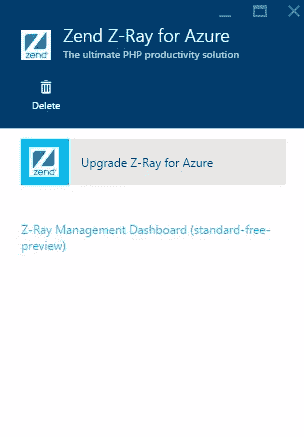 Zend Z-Ray for Azure
The ultimate PHP productivity solution
zend
Delete
zend
Upgrade Z-Ray for Azure
Z-Ray Management Dashboard (standard-free-
preview)